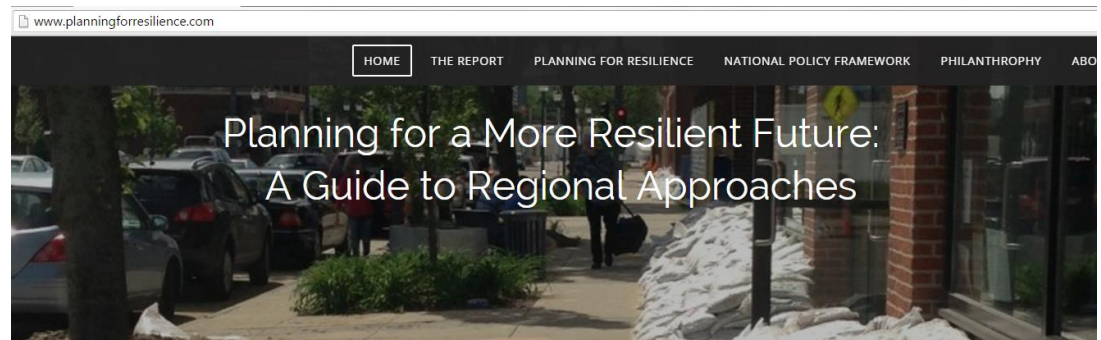 www.planningforresilience.com
HOME THE REPORT PLANNING FOR RESILIENCE NATIONAL POLICY FRAMEWORK PHILANTHROPHY ABO
Planning for a More Resilient Future:
A Guide to Regional Approaches